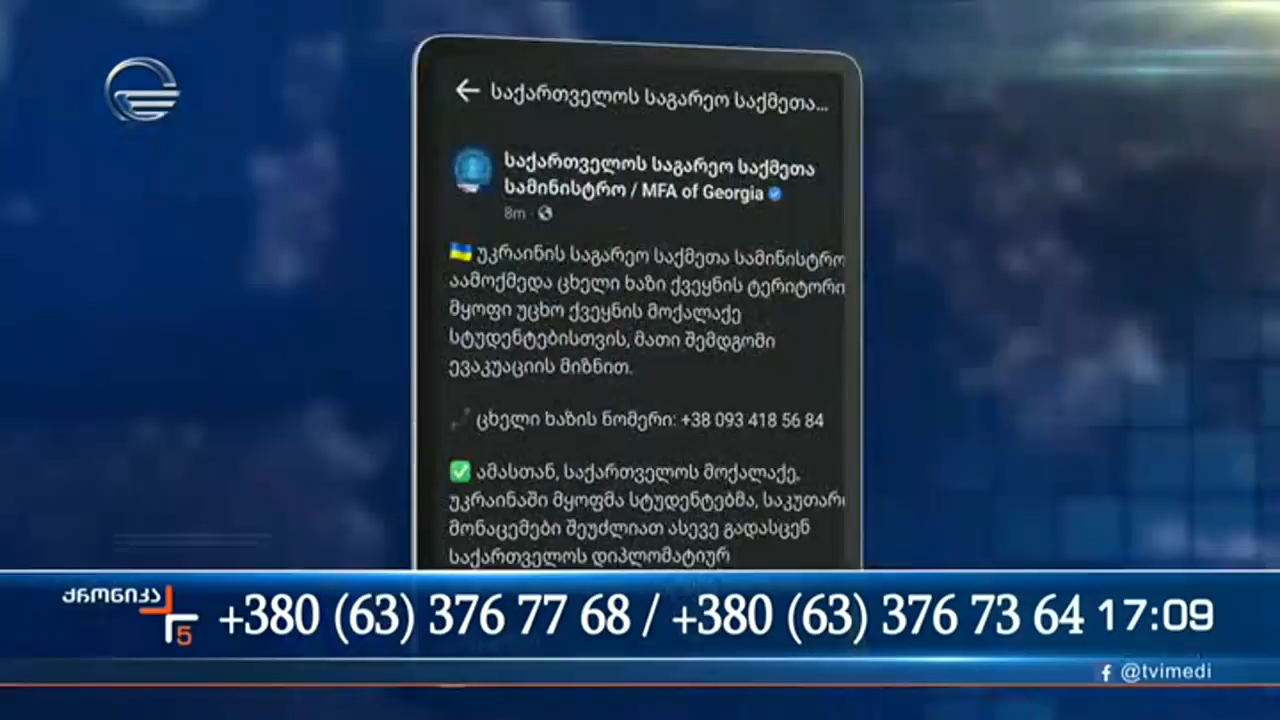 საქართველოს საგარეო საქმეთა...
საქართველოს საგარეო საქმეთა
სამინისტრო / MFA of Georgia
8m
უკრაინის საგარეო საქმეთა სამინისტრო
აამოქმედა ცხელი ხაზი ქვეყნის ტერიტორი
მყოფი უცხო ქვეყნის მოქალაქე
სტუდენტებისთვის, მათი შემდგომი
ევაკუაციის მიზნით.
ცხელი ხაზის ნომერი: +38 093 418 56 84
ამასთან, საქართველოს მოქალაქე,
უკრაინაში მყოფმა სტუდენტებმა, საკუთარი
მონაცემები შეუძლიათ ასევე გადასცენ
საქართველოს დიპლომატიურ
ქრონიკა 5
+380 (63) 376 77 68 / +380 (63) 376 73 64 17:09
@tvimedi